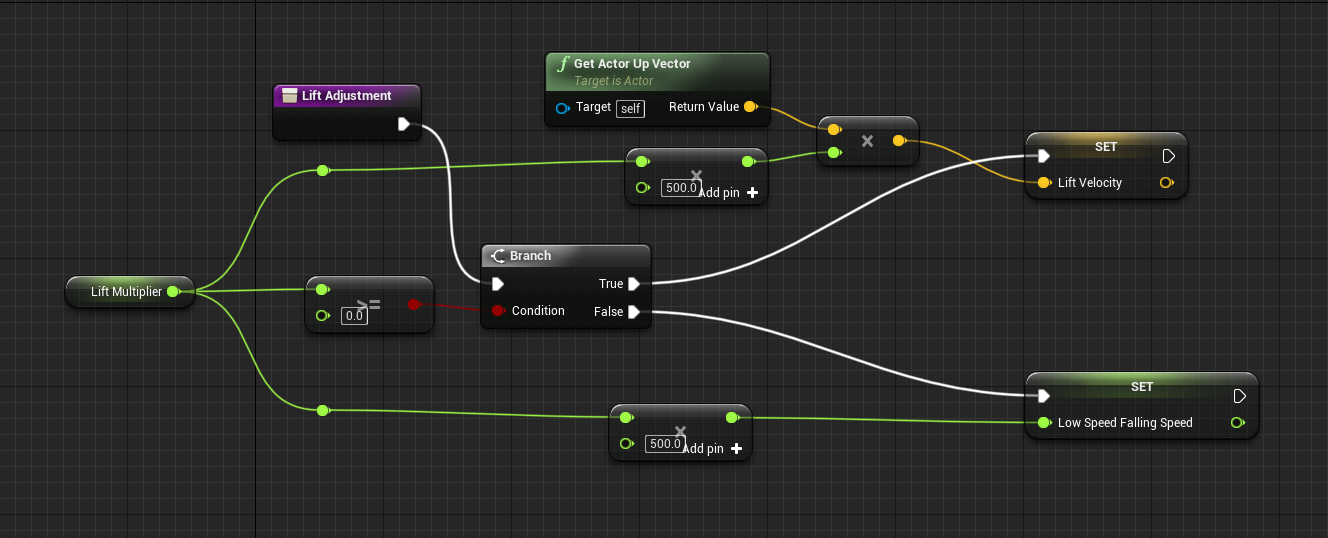 Get Actor Up Vector
Target is Actor
Target self Return Value
Lift Adjustment
×
SET
Lift Velocity
×
500.0 Add pin +
Branch
True
Condition
False
Lift Multiplier
>=
0.0
SET
Low Speed Falling Speed
×
500.0 Add pin +